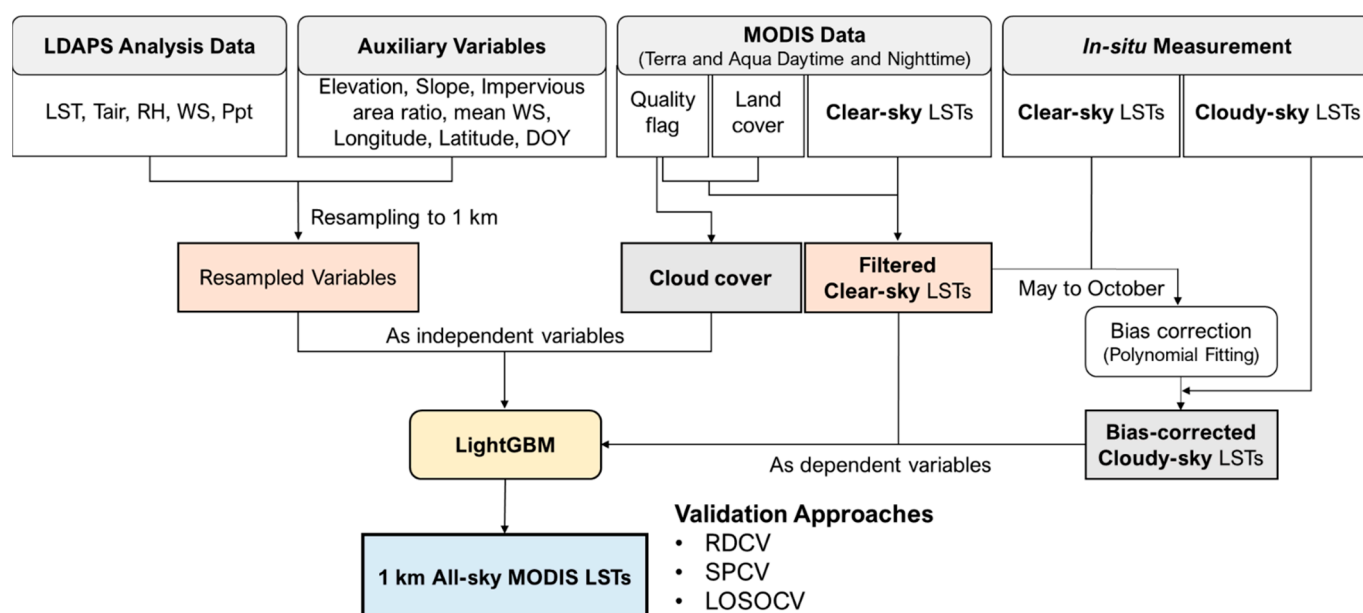 LDAPS Analysis Data
LST, Tair, RH, WS, Ppt
Auxiliary Variables
Elevation, Slope, Impervious
area ratio, mean WS,
Longitude, Latitude, DOY
MODIS Data
(Terra and Aqua Daytime and Nighttime)
Quality
flag
Land
cover
Clear-sky LSTs
In-situ Measurement
Clear-sky LSTs
Cloudy-sky LSTs
Resampling to 1 km
Resampled Variables
Cloud cover
Filtered
Clear-sky LSTs
May to October
Bias correction
(Polynomial Fitting)
As independent variables
LightGBM
As dependent variables
Bias-corrected
Cloudy-sky LSTs
1 km All-sky MODIS LSTs
Validation Approaches
• RDCV
• SPCV
• LOSOCV